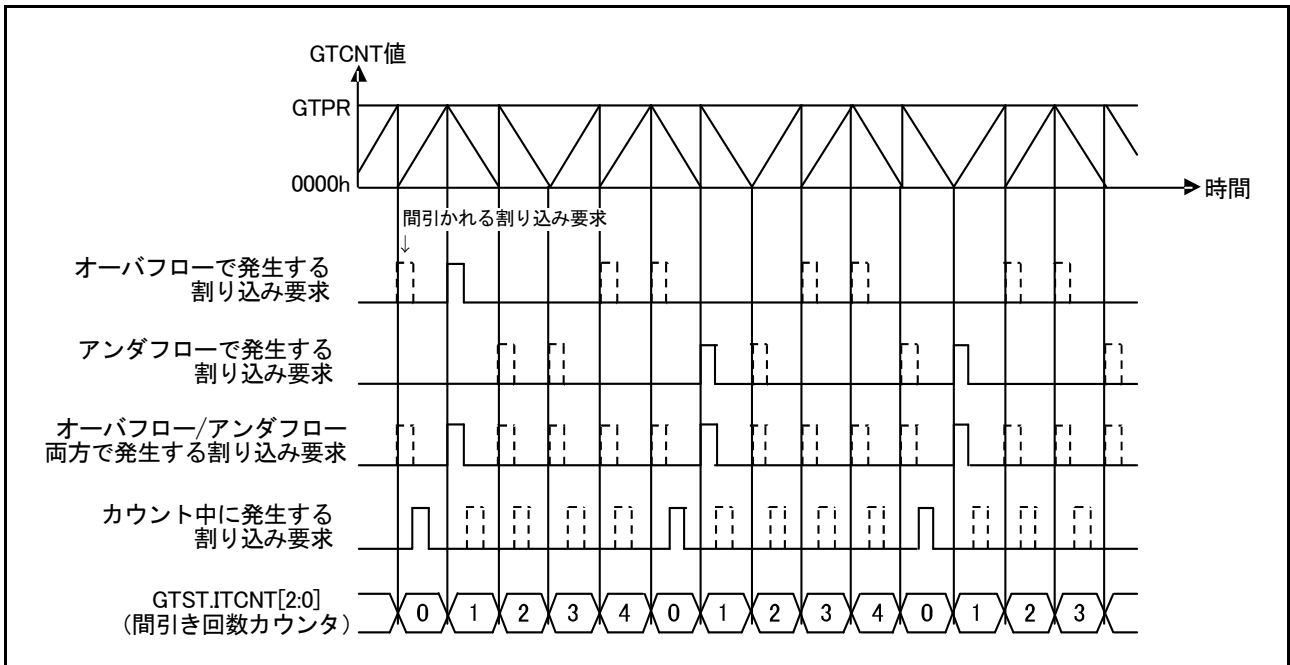 GTCNT値
GTPR
0000h
時間
間引かれる割り込み要求
↓
オーバフローで発生する
割り込み要求
アンダフローで発生する
割り込み要求
オーバフロー/アンダフロー
両方で発生する割り込み要求
カウント中に発生する
割り込み要求
GTST.ITCNT[2:0]
(間引き回数カウンタ)
0 1 2 3 4 0 1 2 3 4 0 1 2 3